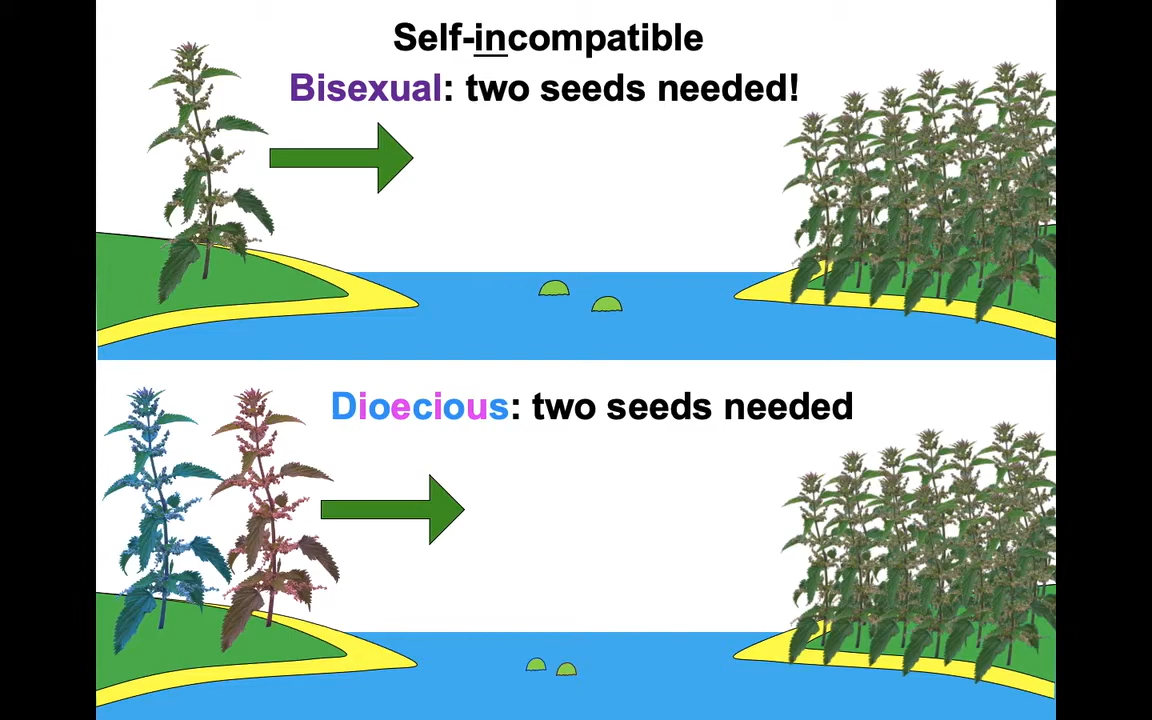 Self-incompatible
Bisexual: two seeds needed!
Dioecious: two seeds needed